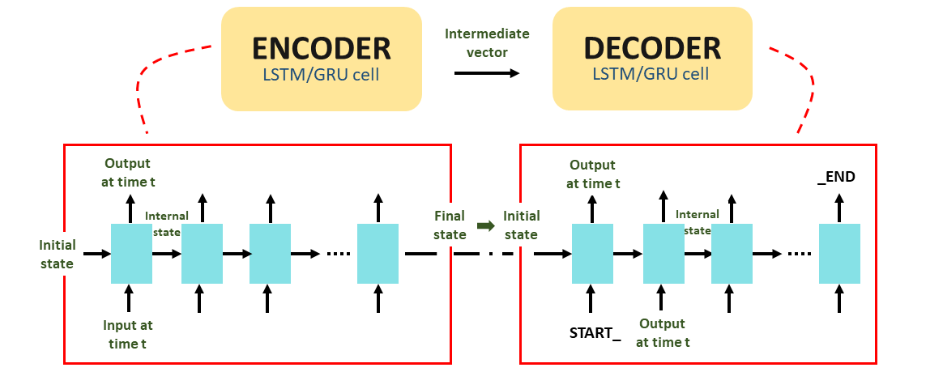 ENCODER
LSTM/GRU cell
Intermediate
vector
DECODER
LSTM/GRU cell
Output
at time t
Internal
state
Initial
state
Input at
time t
Final
state
Initial
state
Output
at time t
Internal
state
_END
START_
Output
at time t